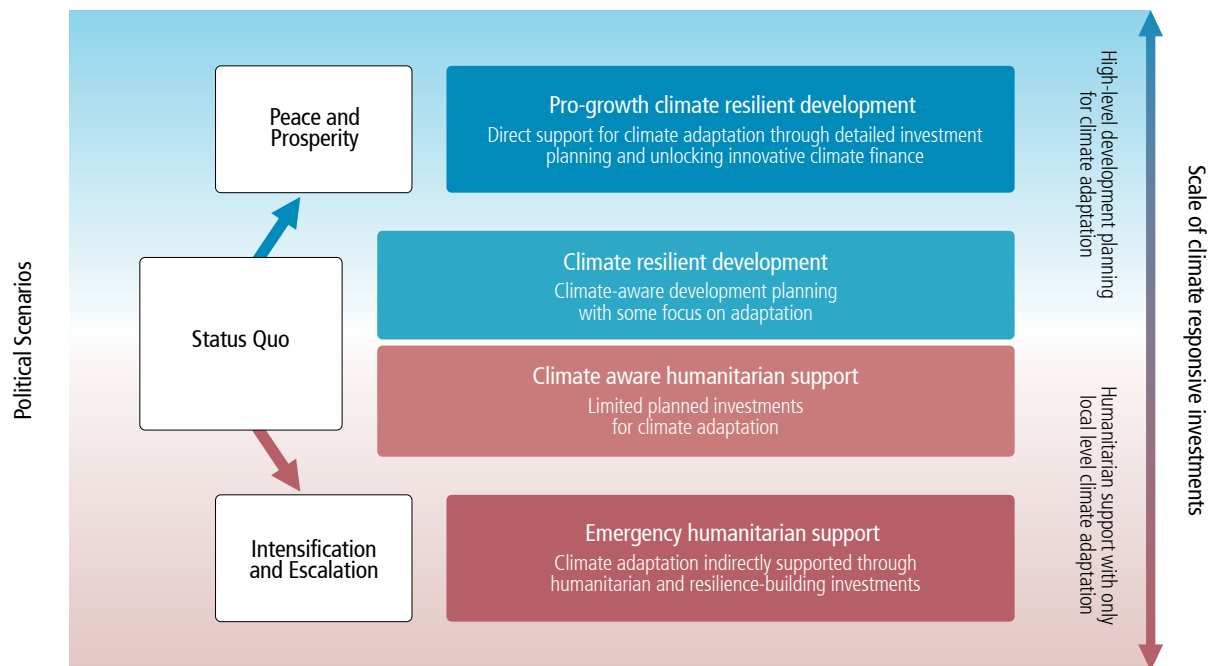 Political Scenarios
Peace and
Prosperity
Pro-growth climate resilient development
Direct support for climate adaptation through detailed investment
planning and unlocking innovative climate finance
Status Quo
Climate resilient development
Climate-aware development planning
with some focus on adaptation
Climate aware humanitarian support
Limited planned investments
for climate adaptation
Intensification
and Escalation
Emergency humanitarian support
Climate adaptation indirectly supported through
humanitarian and resilience-building investments
High-level development planning
for climate adaptation
Humanitarian support with only
local level climate adaptation
Scale of climate responsive investments